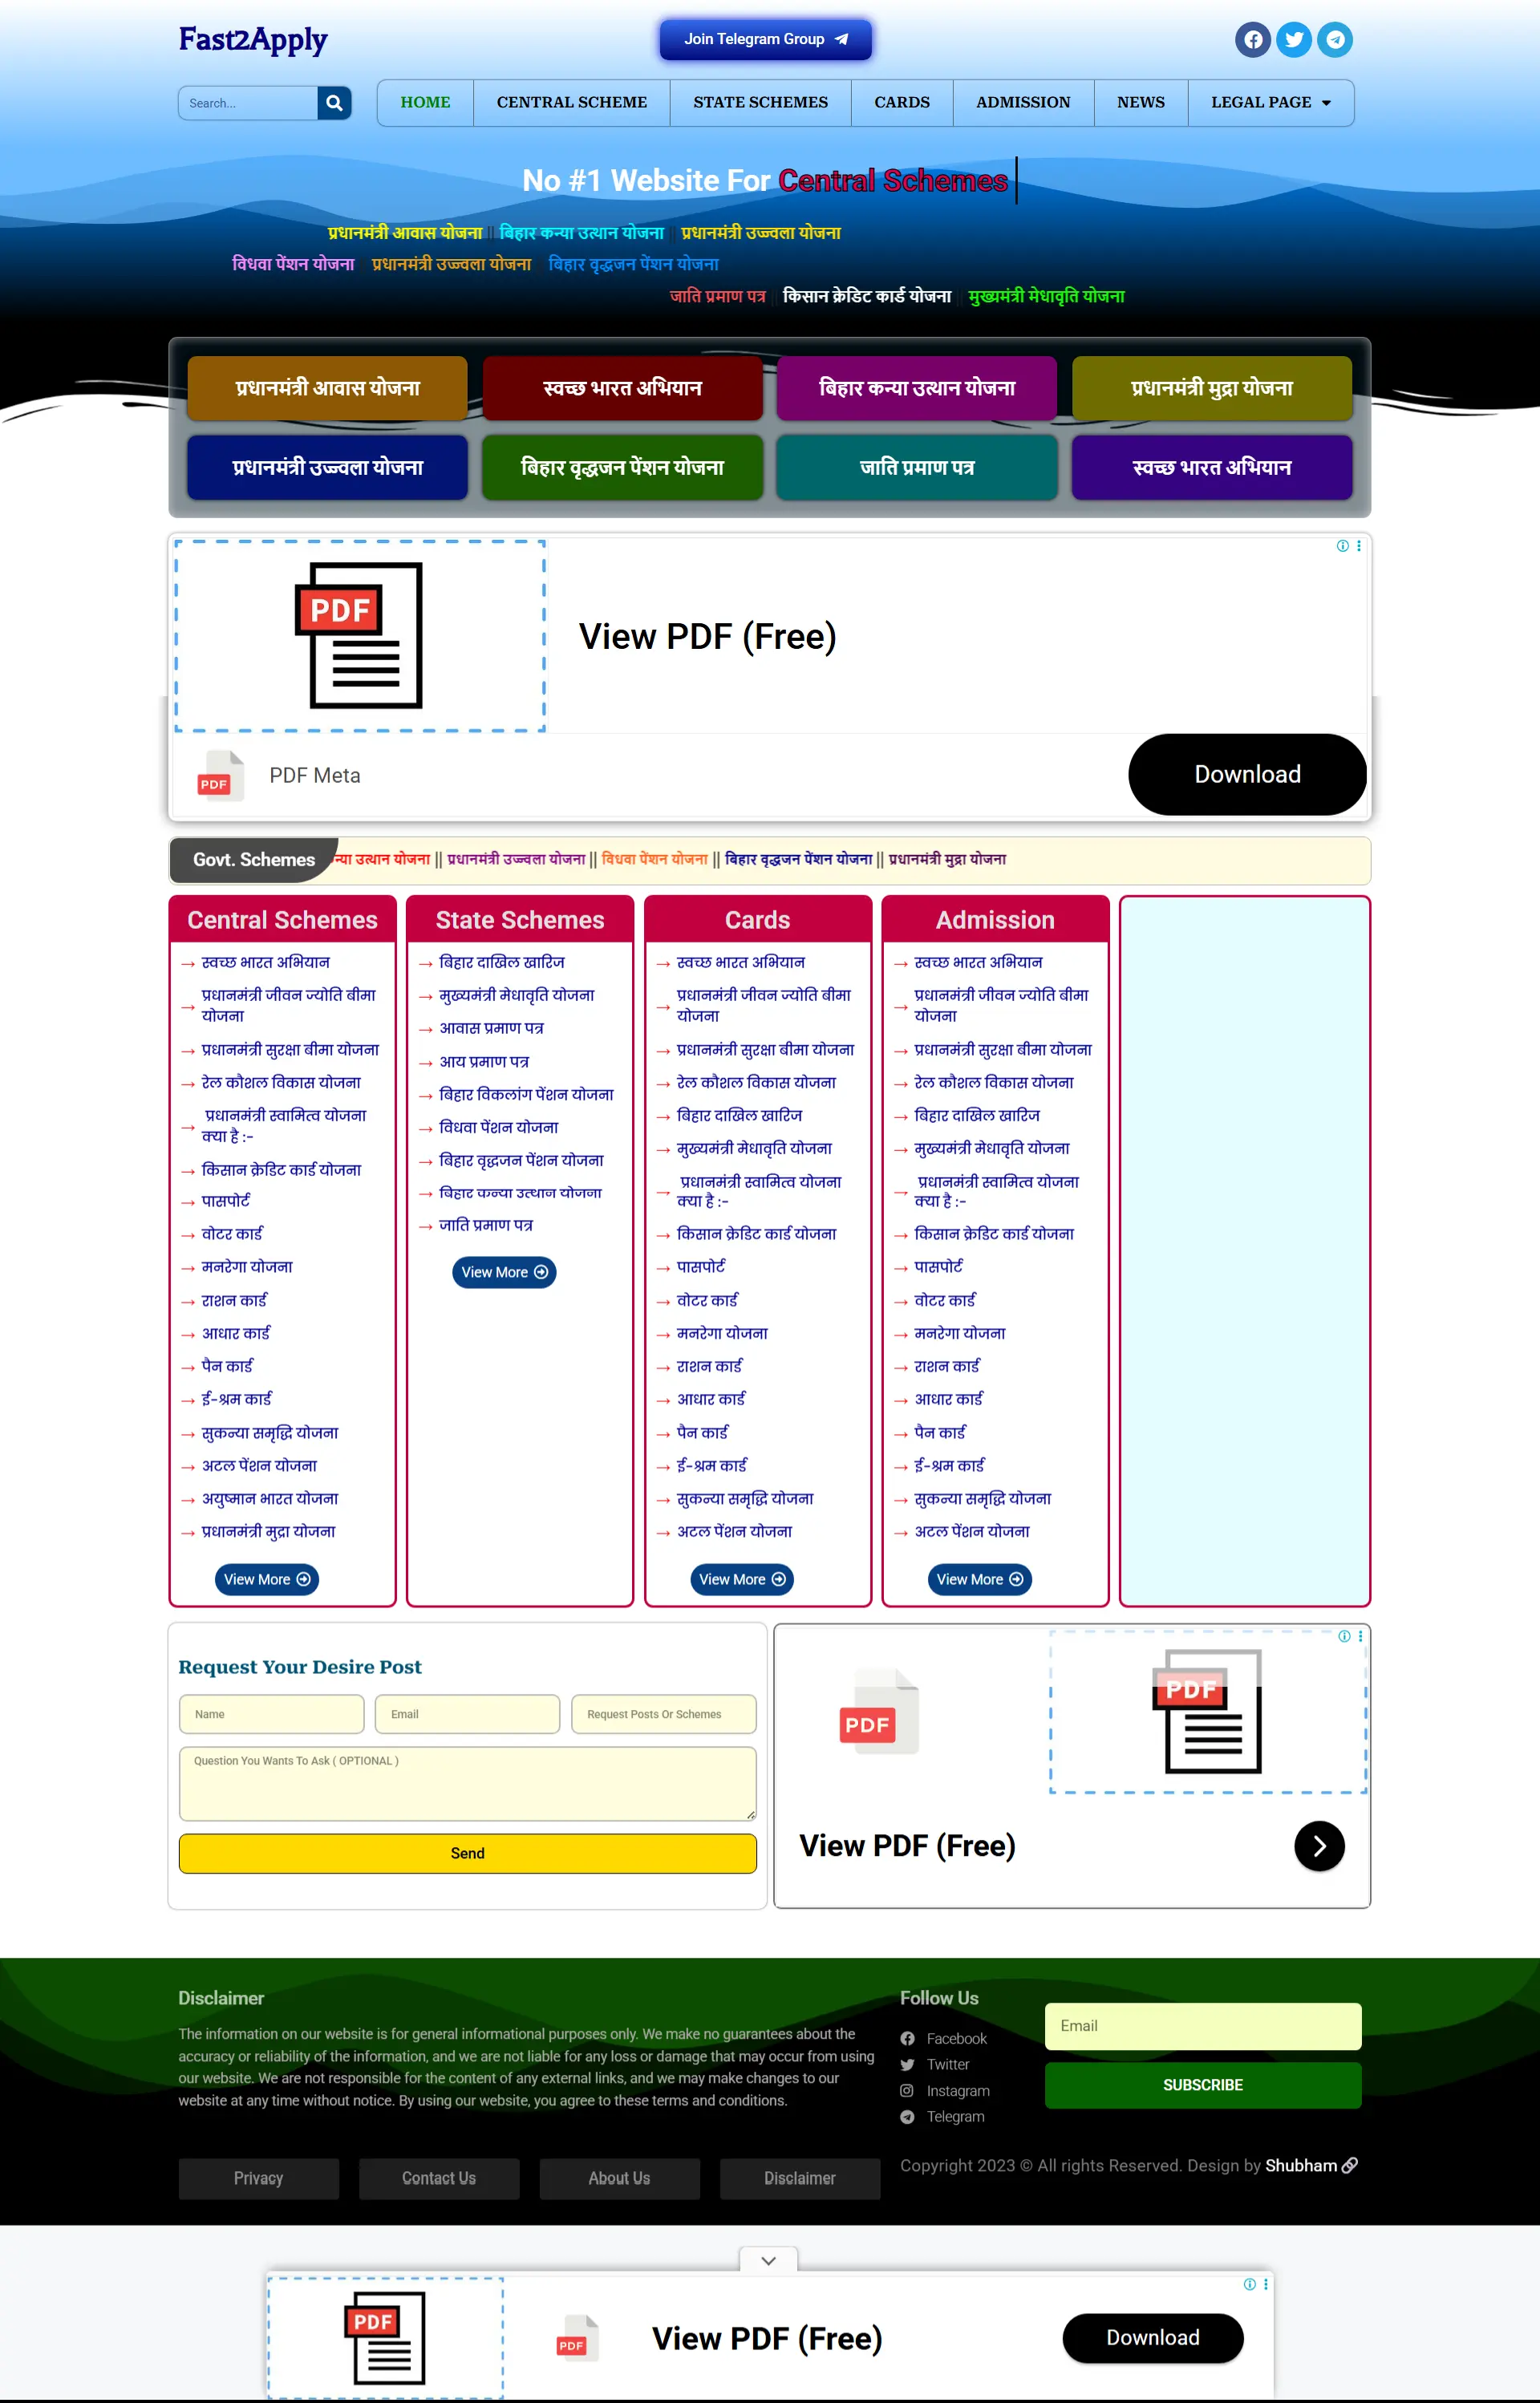 Fast2Apply
Join Telegram Group
Search...
HOME
CENTRAL SCHEME
STATE SCHEMES
CARDS
ADMISSION
NEWS
LEGAL PAGE
No #1 Website For Central Schemes
प्रधानमंत्री आवास योजना || बिहार कन्या उत्थान योजना || प्रधानमंत्री उज्ज्वला योजना
विधवा पेंशन योजना प्रधानमंत्री उज्ज्वला योजना बिहार वृद्धजन पेंशन योजना
जाति प्रमाण पत्र || किसान क्रेडिट कार्ड योजना || मुख्यमंत्री मेधावृति योजना
प्रधानमंत्री आवास योजना
स्वच्छ भारत अभियान
बिहार कन्या उत्थान योजना
प्रधानमंत्री मुद्रा योजना
प्रधानमंत्री उज्ज्वला योजना
बिहार वृद्धजन पेंशन योजना
जाति प्रमाण पत्र
स्वच्छ भारत अभियान
PDF
View PDF (Free)
PDF
PDF Meta
Download
Govt. Schemes
न्या उत्थान योजना || प्रधानमंत्री उज्ज्वला योजना || विधवा पेंशन योजना || बिहार वृद्धजन पेंशन योजना || प्रधानमंत्री मुद्रा योजना
Central Schemes
→ स्वच्छ भारत अभियान
→ प्रधानमंत्री जीवन ज्योति बीमा
योजना
→ प्रधानमंत्री सुरक्षा बीमा योजना
→ रेल कौशल विकास योजना
→ प्रधानमंत्री स्वामित्व योजना
क्या है :-
→ किसान क्रेडिट कार्ड योजना
→ पासपोर्ट
→ वोटर कार्ड
→ मनरेगा योजना
→ राशन कार्ड
→ आधार कार्ड
→ पैन कार्ड
→ ई-श्रम कार्ड
→ सुकन्या समृद्धि योजना
→ अटल पेंशन योजना
→ अयुष्मान भारत योजना
→ प्रधानमंत्री मुद्रा योजना
View More
State Schemes
→ बिहार दाखिल खारिज
→ मुख्यमंत्री मेधावृति योजना
→ आवास प्रमाण पत्र
→ आय प्रमाण पत्र
→ बिहार विकलांग पेंशन योजना
→ विधवा पेंशन योजना
→ बिहार वृद्धजन पेंशन योजना
→ बिहार कन्या उत्थान योजना
→ जाति प्रमाण पत्र
View More
Cards
→ स्वच्छ भारत अभियान
→ प्रधानमंत्री जीवन ज्योति बीमा
योजना
→ प्रधानमंत्री सुरक्षा बीमा योजना
→ रेल कौशल विकास योजना
→ बिहार दाखिल खारिज
→ मुख्यमंत्री मेधावृति योजना
→ प्रधानमंत्री स्वामित्व योजना
क्या है :-
→ किसान क्रेडिट कार्ड योजना
→ पासपोर्ट
→ वोटर कार्ड
→ मनरेगा योजना
→ राशन कार्ड
→ आधार कार्ड
→ पैन कार्ड
→ ई-श्रम कार्ड
→ सुकन्या समृद्धि योजना
→ अटल पेंशन योजना
View More
Admission
→ स्वच्छ भारत अभियान
→ प्रधानमंत्री जीवन ज्योति बीमा
योजना
→ प्रधानमंत्री सुरक्षा बीमा योजना
→ रेल कौशल विकास योजना
→ बिहार दाखिल खारिज
→ मुख्यमंत्री मेधावृति योजना
→ प्रधानमंत्री स्वामित्व योजना
क्या है :-
→ किसान क्रेडिट कार्ड योजना
→ पासपोर्ट
→ वोटर कार्ड
→ मनरेगा योजना
→ राशन कार्ड
→ आधार कार्ड
→ पैन कार्ड
→ ई-श्रम कार्ड
→ सुकन्या समृद्धि योजना
→ अटल पेंशन योजना
View More
Request Your Desire Post
Name
Email
Request Posts Or Schemes
Question You Wants To Ask ( OPTIONAL )
Send
PDF
PDF
View PDF (Free)
Disclaimer
The information on our website is for general informational purposes only. We make no guarantees about the
accuracy or reliability of the information, and we are not liable for any loss or damage that may occur from using
our website. We are not responsible for the content of any external links, and we may make changes to our
website at any time without notice. By using our website, you agree to these terms and conditions.
Privacy
Contact Us
About Us
Disclaimer
Follow Us
Facebook
Twitter
Instagram
Telegram
Email
SUBSCRIBE
Copyright 2023 © All rights Reserved. Design by Shubham
PDF
PDF
View PDF (Free)
Download